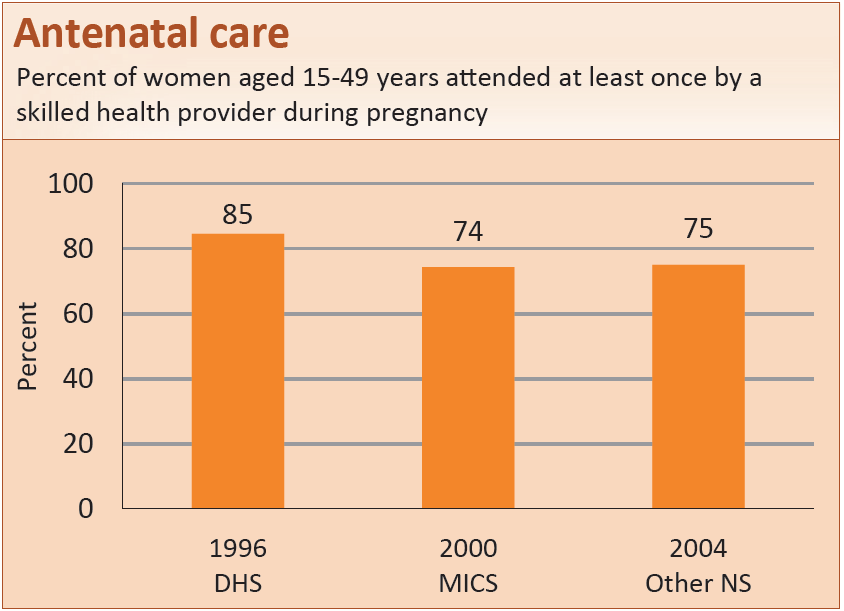 Antenatal care
Percent of women aged 15-49 years attended at least once by a
skilled health provider during pregnancy
100
80
60
40
20
0
Percent
85
74
75
1996
DHS
2000
MICS
2004
Other NS